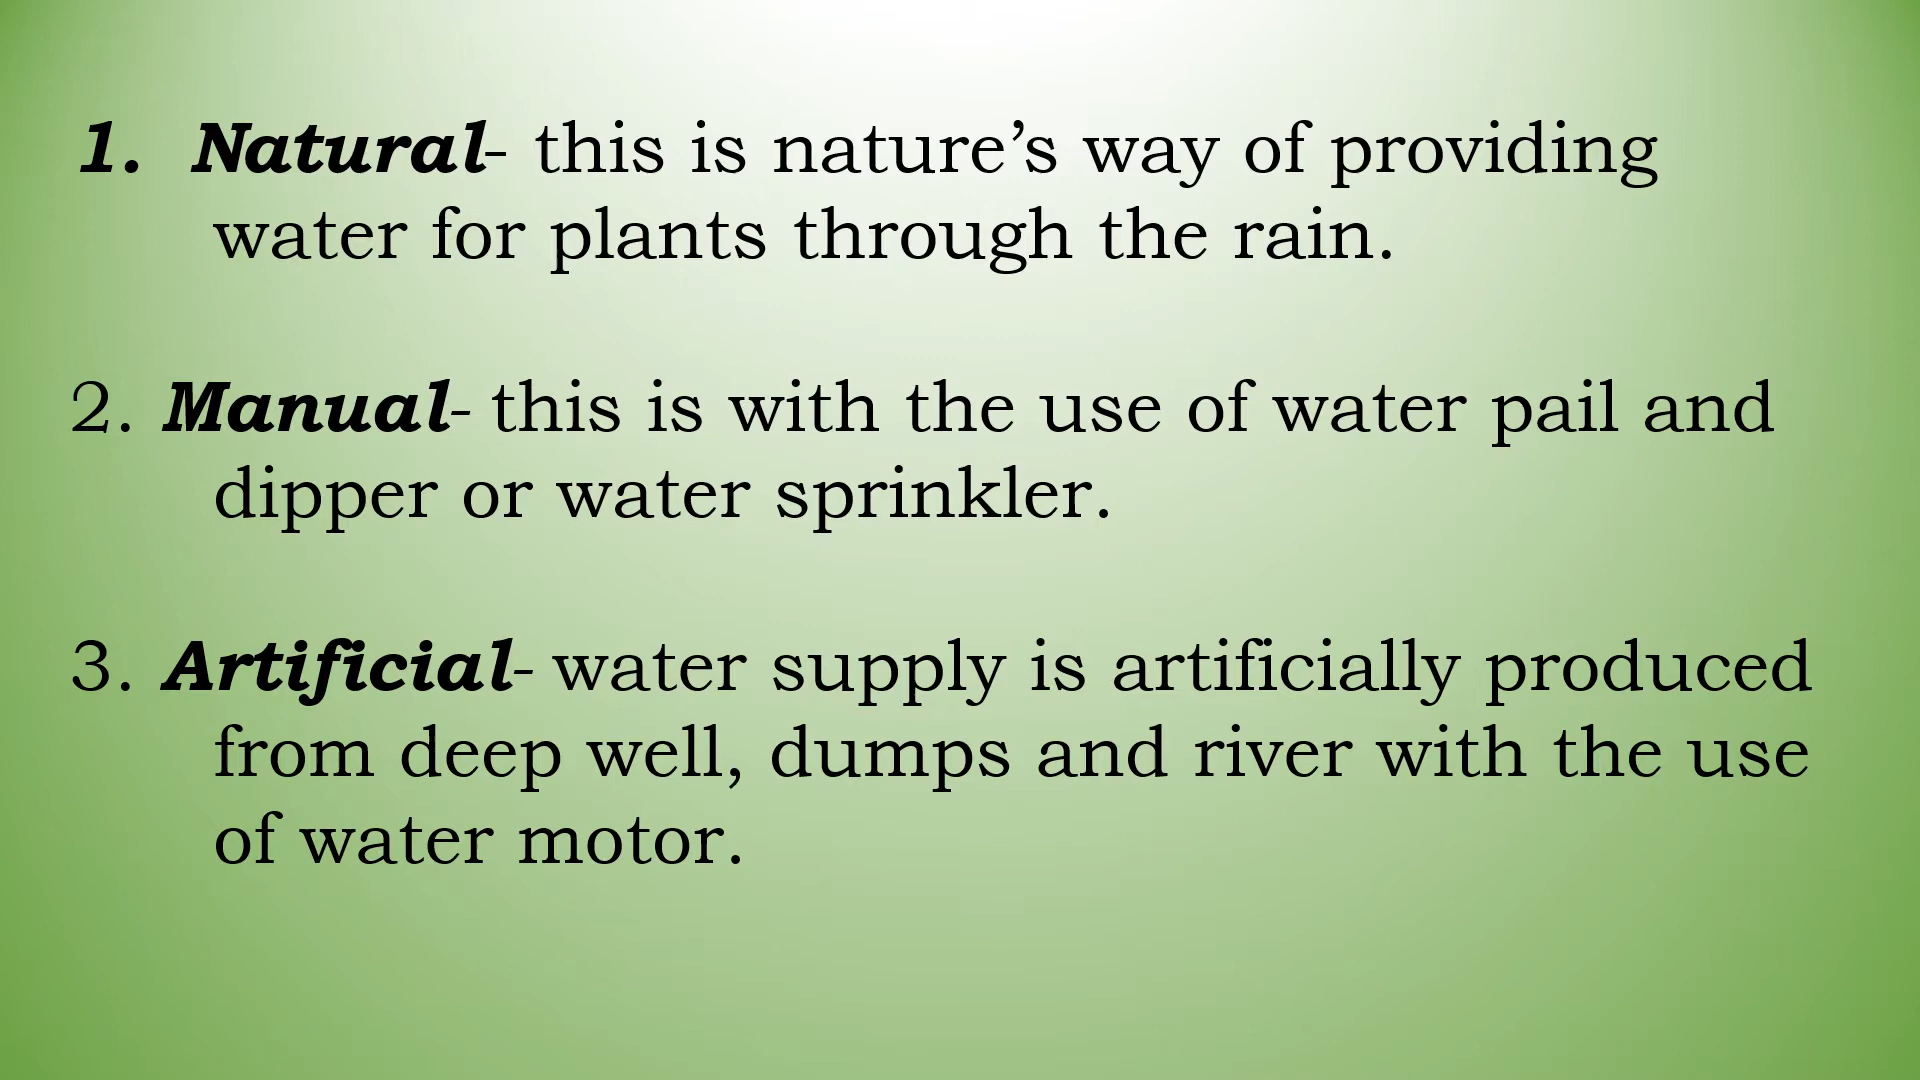 1. Natural- this is nature’s way of providing
water for plants through the rain.
2. Manual- this is with the use of water pail and
dipper or water sprinkler.
3. Artificial- water supply is artificially produced
from deep well, dumps and river with the use
of water motor.